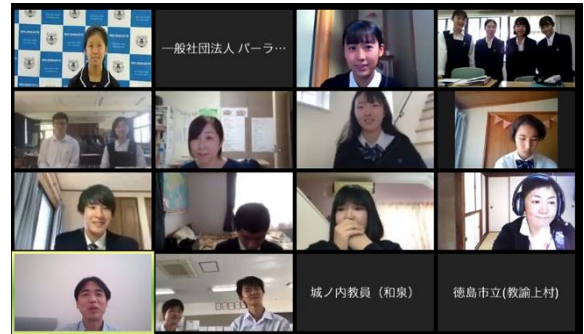 一般社団法人 パーラ…
城ノ内教員（和泉）
徳島市立(教諭上村)